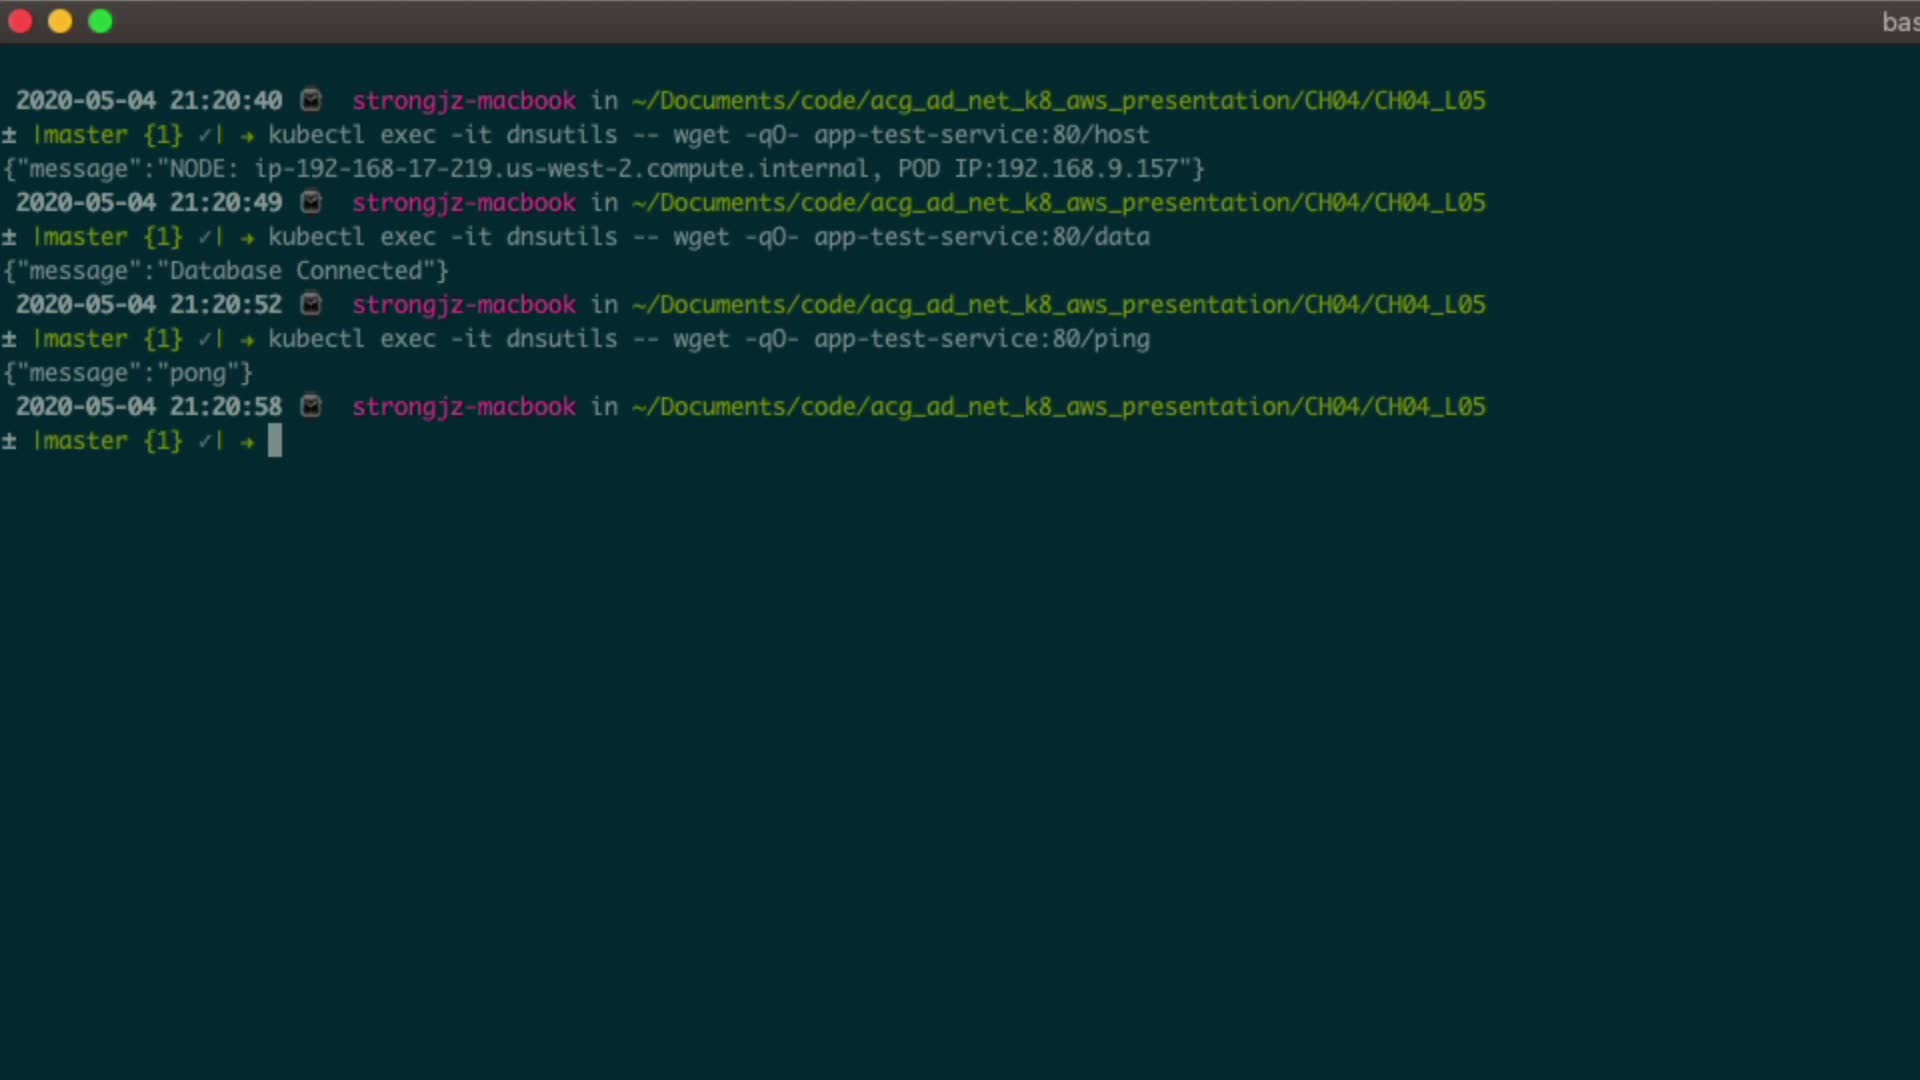 bas
2020-05-04 21:20:40 strongjz-macbook in ~/Documents/code/acg_ad_net_k8_aws_presentation/CH04/CH04_L05
± |master {1} ✓| → kubectl exec -it dnsutils -- wget -qO- app-test-service:80/host
{"message":"NODE: ip-192-168-17-219.us-west-2.compute.internal, POD IP:192.168.9.157"}
2020-05-04 21:20:49 strongjz-macbook in ~/Documents/code/acg_ad_net_k8_aws_presentation/CH04/CH04_L05
± |master {1} ✓| → kubectl exec -it dnsutils -- wget -qO- app-test-service:80/data
{"message":"Database Connected"}
2020-05-04 21:20:52 strongjz-macbook in ~/Documents/code/acg_ad_net_k8_aws_presentation/CH04/CH04_L05
± |master {1} ✓| → kubectl exec -it dnsutils -- wget -qO- app-test-service:80/ping
{"message":"pong"}
2020-05-04 21:20:58 strongjz-macbook in ~/Documents/code/acg_ad_net_k8_aws_presentation/CH04/CH04_L05
± |master {1} ✓| →